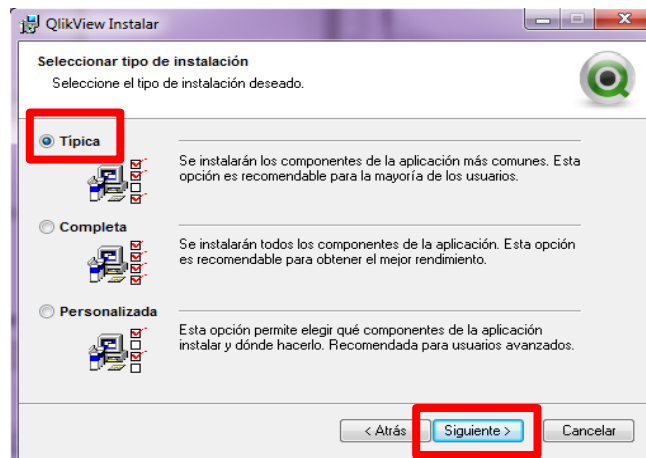 QlikView Instalar
Seleccionar tipo de instalación
Seleccione el tipo de instalación deseado.
Típica
Se instalarán los componentes de la aplicación más comunes. Esta
opción es recomendable para la mayoría de los usuarios.
Completa
Se instalarán todos los componentes de la aplicación. Esta opción
es recomendable para obtener el mejor rendimiento.
Personalizada
Esta opción permite elegir qué componentes de la aplicación
instalar y dónde hacerlo. Recomendada para usuarios avanzados.
< Atrás Siguiente > Cancelar